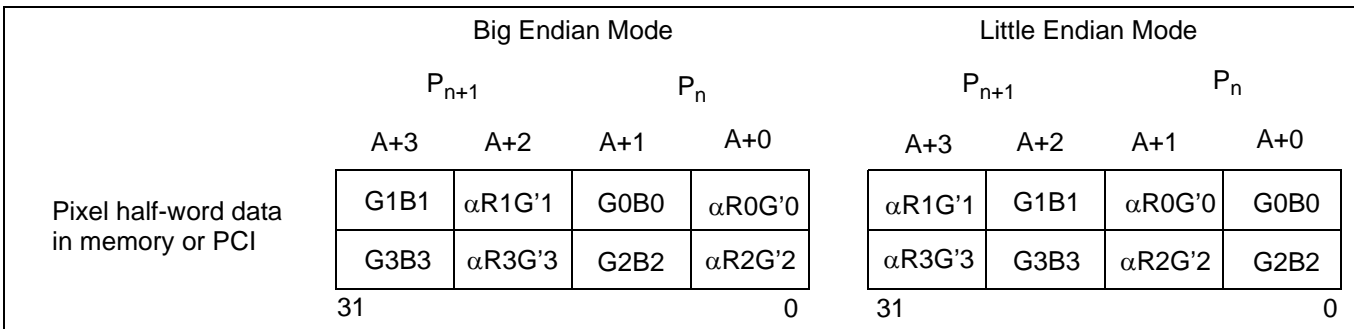 Big Endian Mode Little Endian Mode
Pn+1 Pn Pn+1 Pn
A+3 A+2 A+1 A+0 A+3 A+2 A+1 A+0
G1B1 αR1G'1 G0B0 αR0G'0 αR1G'1 G1B1 αR0G'0 G0B0
Pixel half-word data
in memory or PCI
G3B3 αR3G'3 G2B2 αR2G'2 αR3G'3 G3B3 αR2G'2 G2B2
31 0 31 0